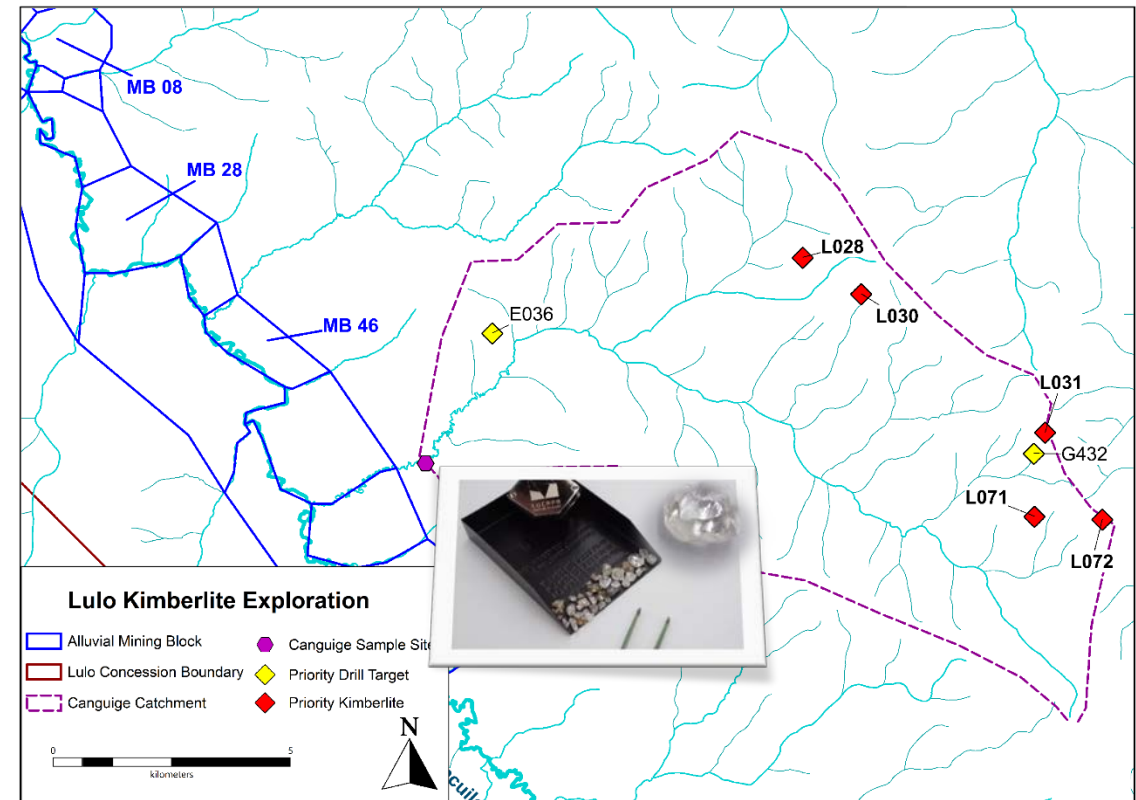 MB 08
MB 28
MB 46
E036
L028
L030
L031
G432
L071
L072
Lulo Kimberlite Exploration
Alluvial Mining Block
Lulo Concession Boundary
Canguige Catchment
Canguige Sample Site
Priority Drill Target
Priority Kimberlite
N
0 5
kilometers